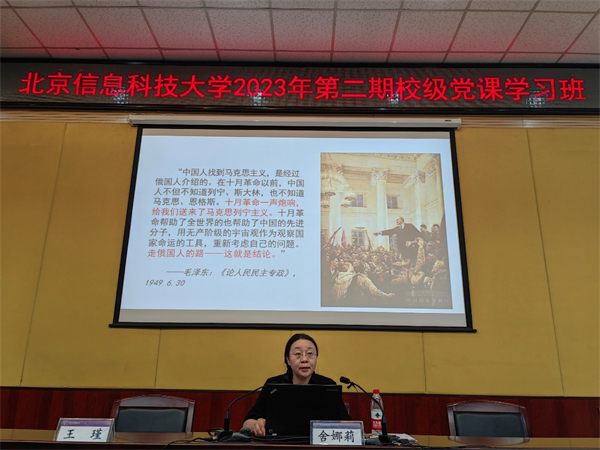 北京信息科技大学2023年第二期校级党课学习班
“中国人找到马克思主义，是经过
俄国人介绍的。在十月革命以前，中国
人不但不知道列宁、斯大林，也不知道
马克思、恩格斯。十月革命一声炮响，
给我们送来了马克思列宁主义。十月革
命帮助了全世界的也帮助了中国的先进
分子，用无产阶级的宇宙观作为观察国
家命运的工具，重新考虑自己的问题。
走俄国人的路——这就是结论。”
——毛泽东：《论人民民主专政》，
1949.6.30
王瑾
舍娜莉